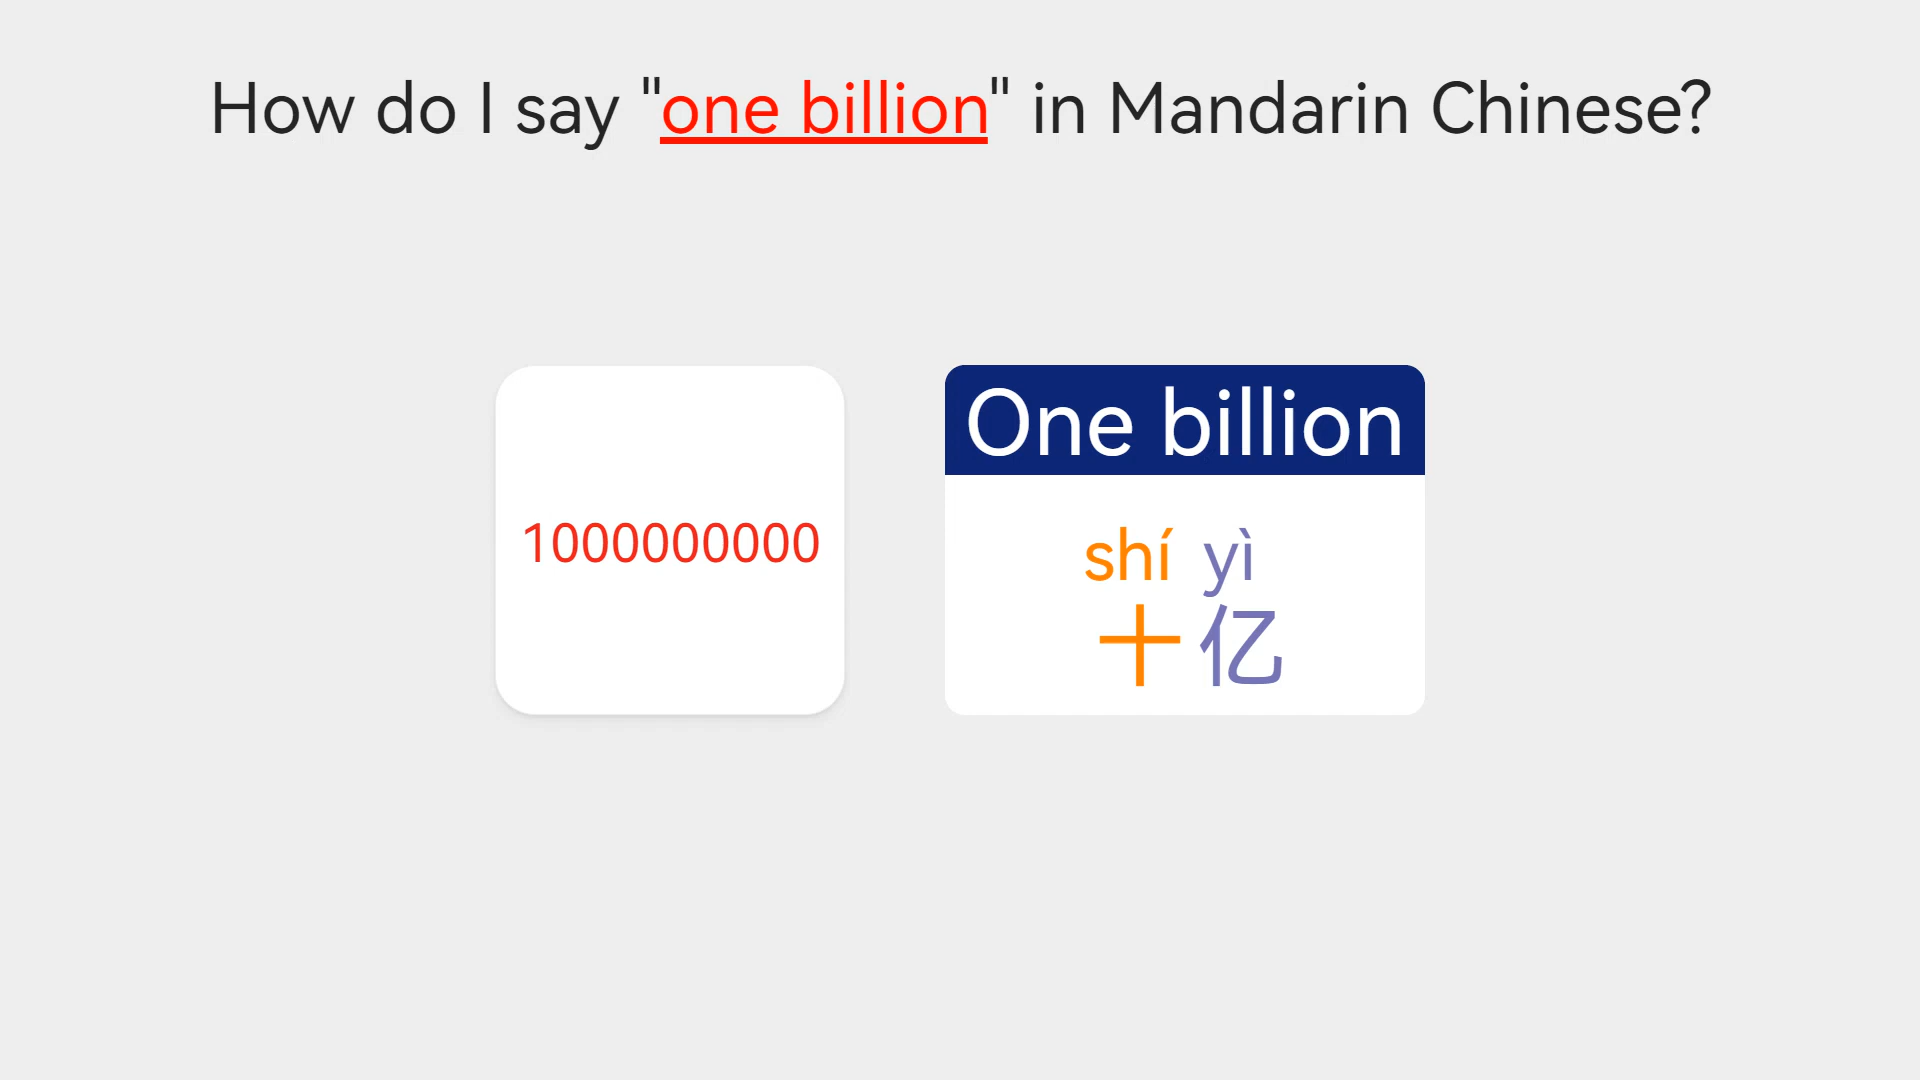 How do I say "one billion" in Mandarin Chinese?
1000000000
One billion
shí yì
十亿